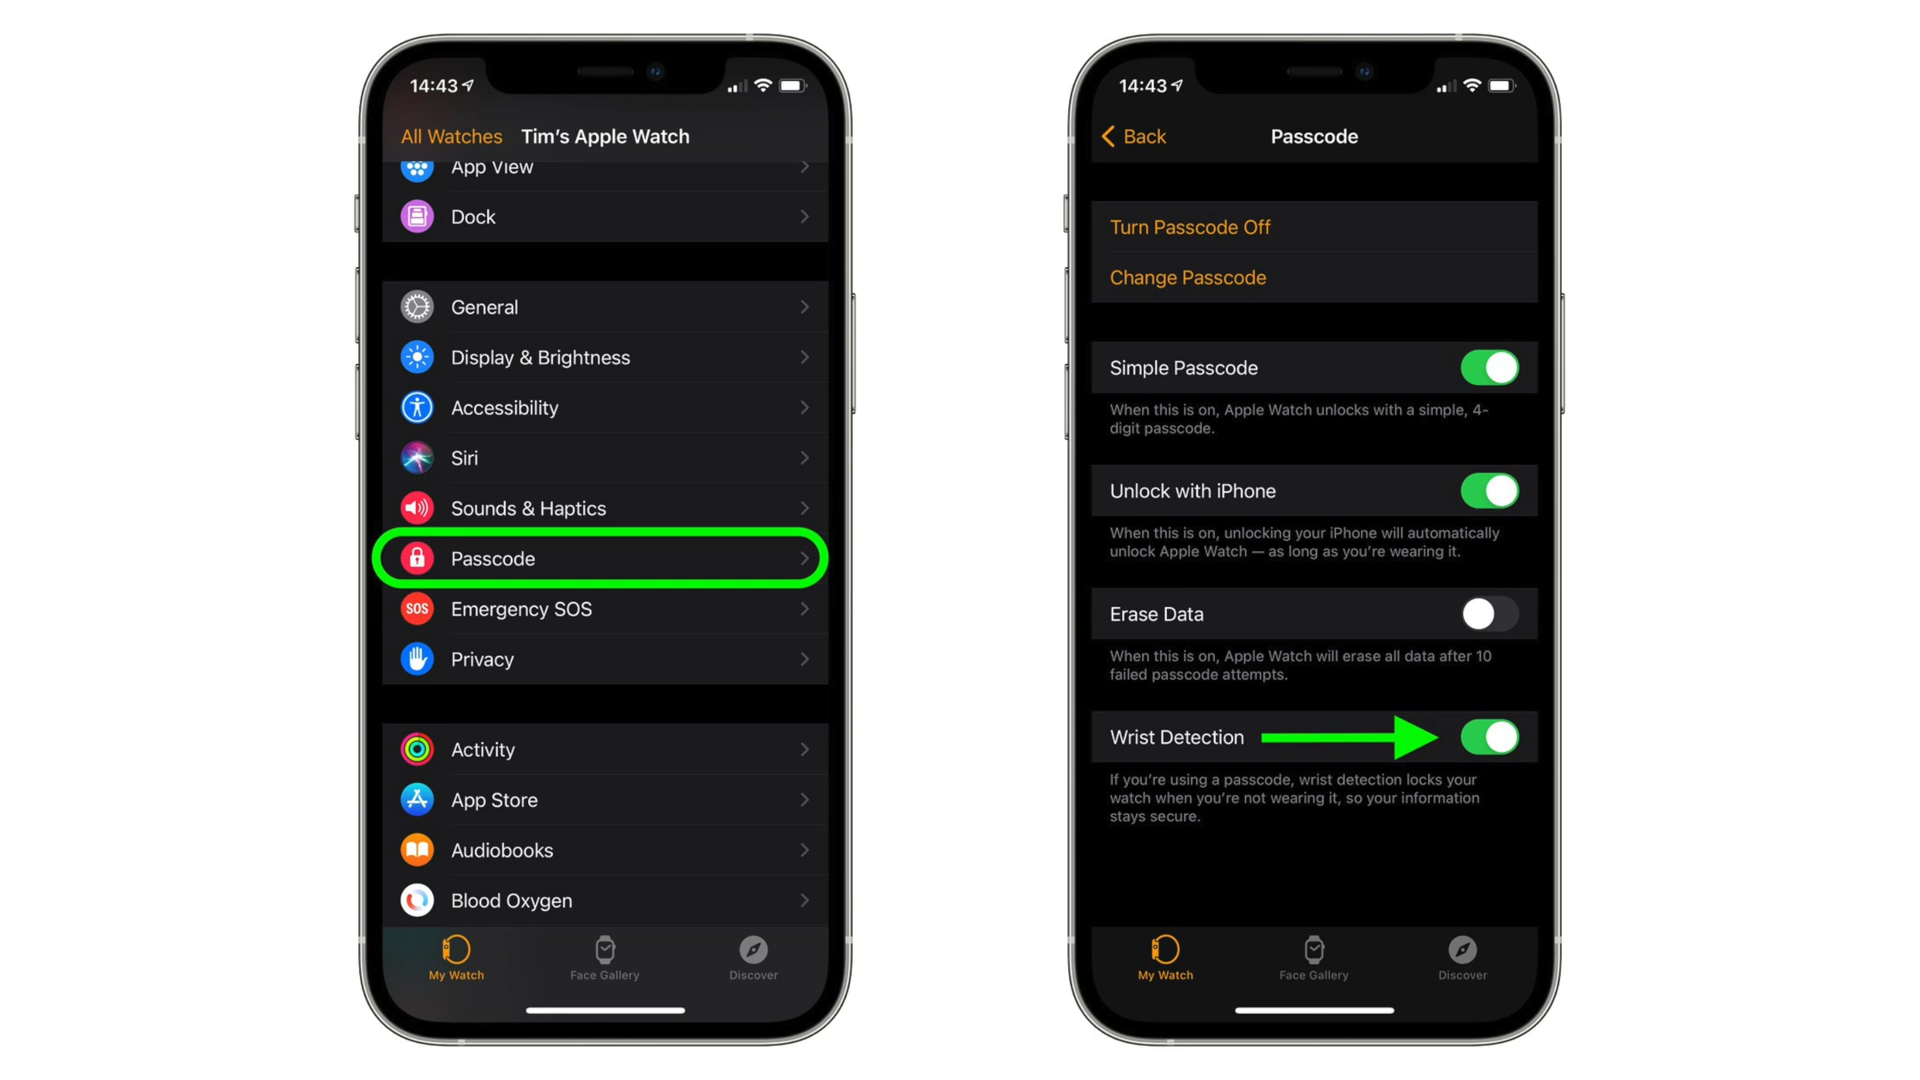 14:43
All Watches Tim's Apple Watch
App View
Dock
General
Display & Brightness
Accessibility
Siri
Sounds & Haptics
Passcode
SOS Emergency SOS
Privacy
Activity
App Store
Audiobooks
Blood Oxygen
My Watch Face Gallery Discover
14:43
Back Passcode
Turn Passcode Off
Change Passcode
Simple Passcode
When this is on, Apple Watch unlocks with a simple, 4-
digit passcode.
Unlock with iPhone
When this is on, unlocking your iPhone will automatically
unlock Apple Watch — as long as you're wearing it.
Erase Data
When this is on, Apple Watch will erase all data after 10
failed passcode attempts.
Wrist Detection
If you're using a passcode, wrist detection locks your
watch when you're not wearing it, so your information
stays secure.
My Watch Face Gallery Discover